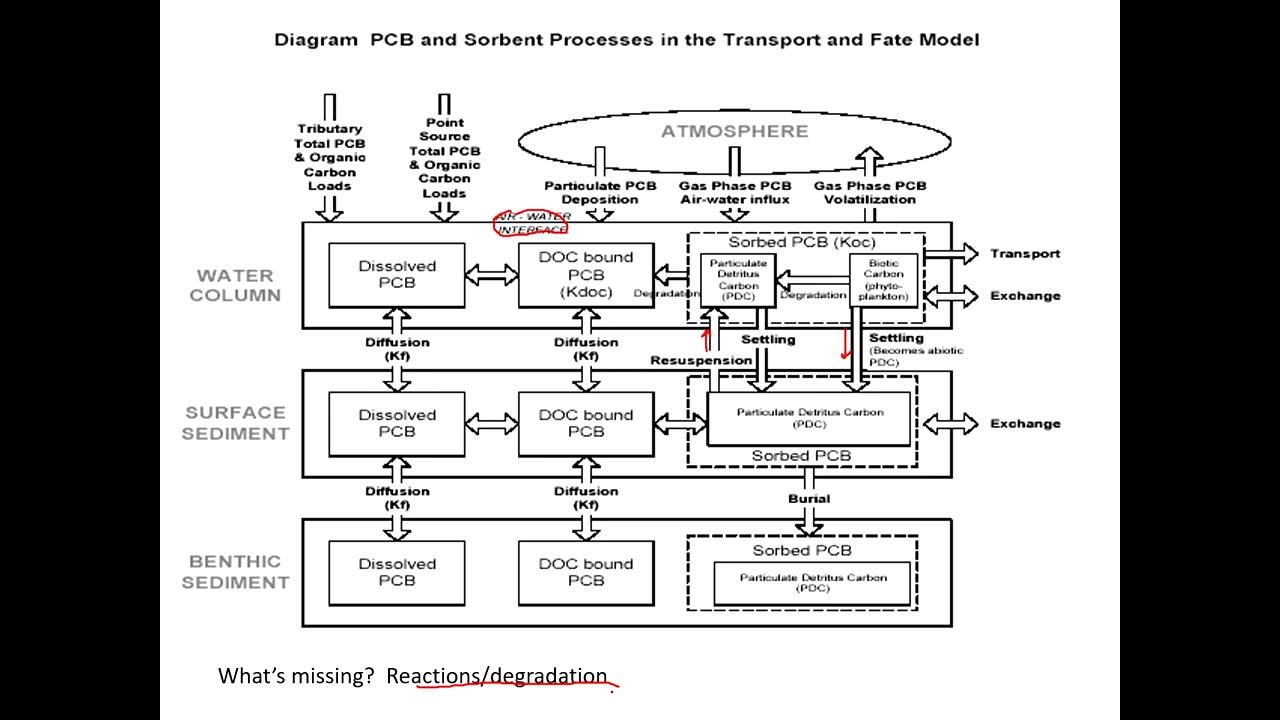 Diagram PCB and Sorbent Processes in the Transport and Fate Model
Tributary
Total PCB
& Organic
Carbon
Loads
Point
Source
Total PCB
& Organic
Carbon
Loads
ATMOSPHERE
Particulate PCB
Deposition
Gas Phase PCB
Air-water influx
Gas Phase PCB
Volatilization
AIR - WATER
INTERFACE
WATER
COLUMN
Dissolved
PCB
DOC bound
PCB
(Kdoc)
Degradation
Sorbed PCB (Koc)
Particulate
Detritus
Carbon
(PDC)
Degradation
Biotic
Carbon
(phyto-
plankton)
Transport
Exchange
Diffusion
(Kf)
Diffusion
(Kf)
Resuspension
Settling
Settling
(Becomes abiotic
PDC)
SURFACE
SEDIMENT
Dissolved
PCB
DOC bound
PCB
Particulate Detritus Carbon
(PDC)
Sorbed PCB
Exchange
Diffusion
(Kf)
Diffusion
(Kf)
Burial
BENTHIC
SEDIMENT
Dissolved
PCB
DOC bound
PCB
Sorbed PCB
Particulate Detritus Carbon
(PDC)
What's missing? Reactions/degradation